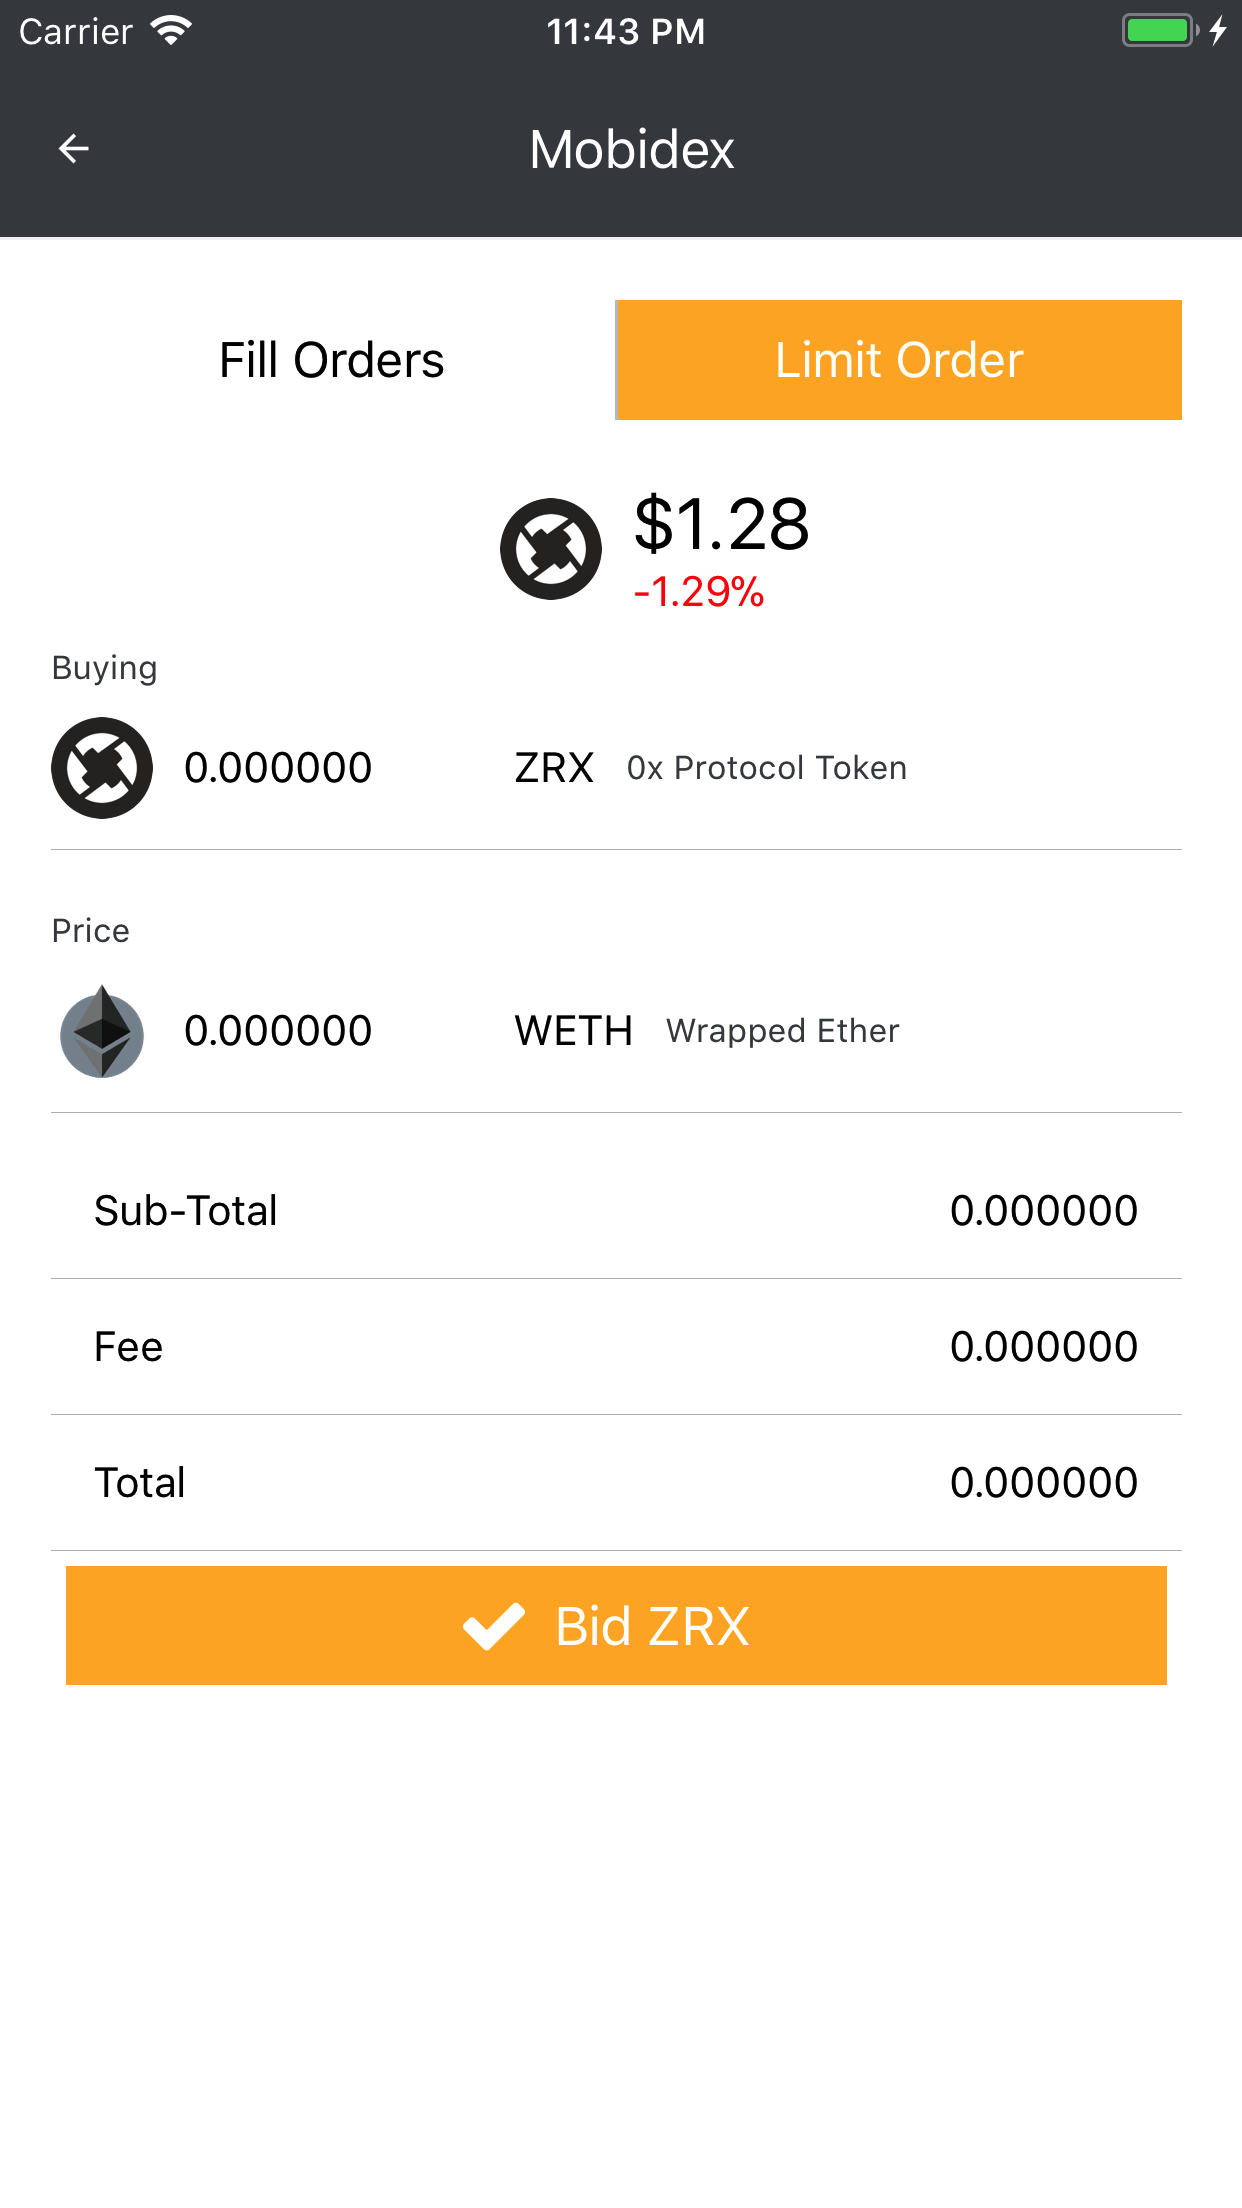 Carrier 11:43 PM
Mobidex
Fill Orders Limit Order
$1.28
-1.29%
Buying
0.000000 ZRX 0x Protocol Token
Price
0.000000 WETH Wrapped Ether
Sub-Total 0.000000
Fee 0.000000
Total 0.000000
Bid ZRX